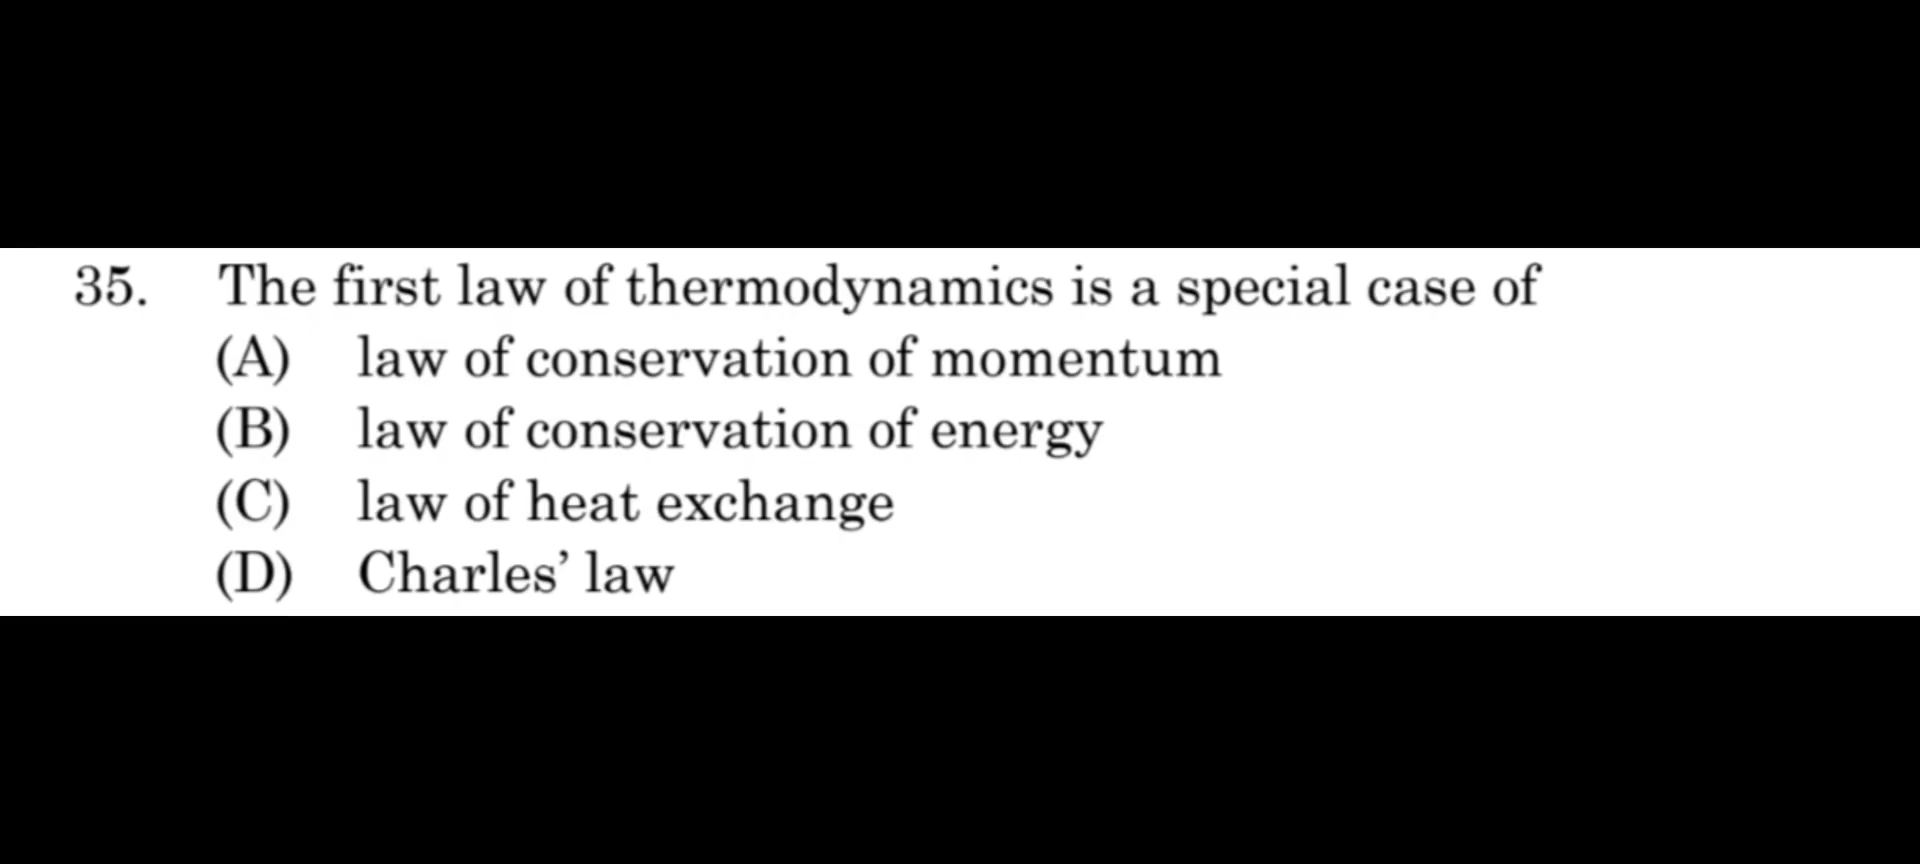 35. The first law of thermodynamics is a special case of
(A) law of conservation of momentum
(B) law of conservation of energy
(C) law of heat exchange
(D) Charles’ law